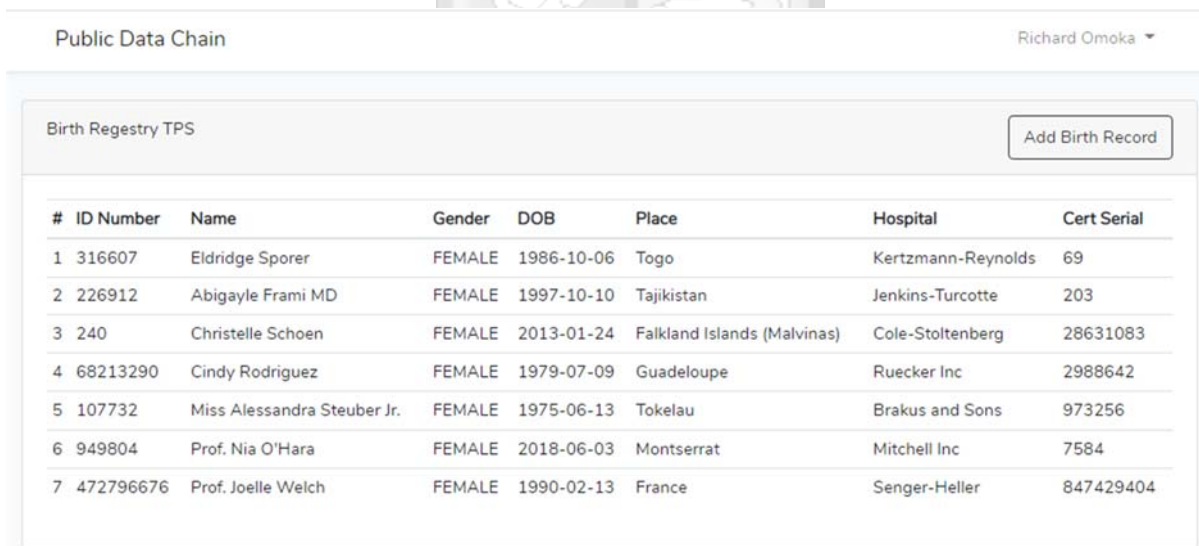 Public Data Chain Richard Omoka
Birth Regestry TPS Add Birth Record
# ID Number Name Gender DOB Place Hospital Cert Serial
1 316607 Eldridge Sporer FEMALE 1986-10-06 Togo Kertzmann-Reynolds 69
2 226912 Abigayle Frami MD FEMALE 1997-10-10 Tajikistan Jenkins-Turcotte 203
3 240 Christelle Schoen FEMALE 2013-01-24 Falkland Islands (Malvinas) Cole-Stoltenberg 28631083
4 68213290 Cindy Rodriguez FEMALE 1979-07-09 Guadeloupe Ruecker Inc 2988642
5 107732 Miss Alessandra Steuber Jr. FEMALE 1975-06-13 Tokelau Brakus and Sons 973256
6 949804 Prof. Nia O'Hara FEMALE 2018-06-03 Montserrat Mitchell Inc 7584
7 472796676 Prof. Joelle Welch FEMALE 1990-02-13 France Senger-Heller 847429404